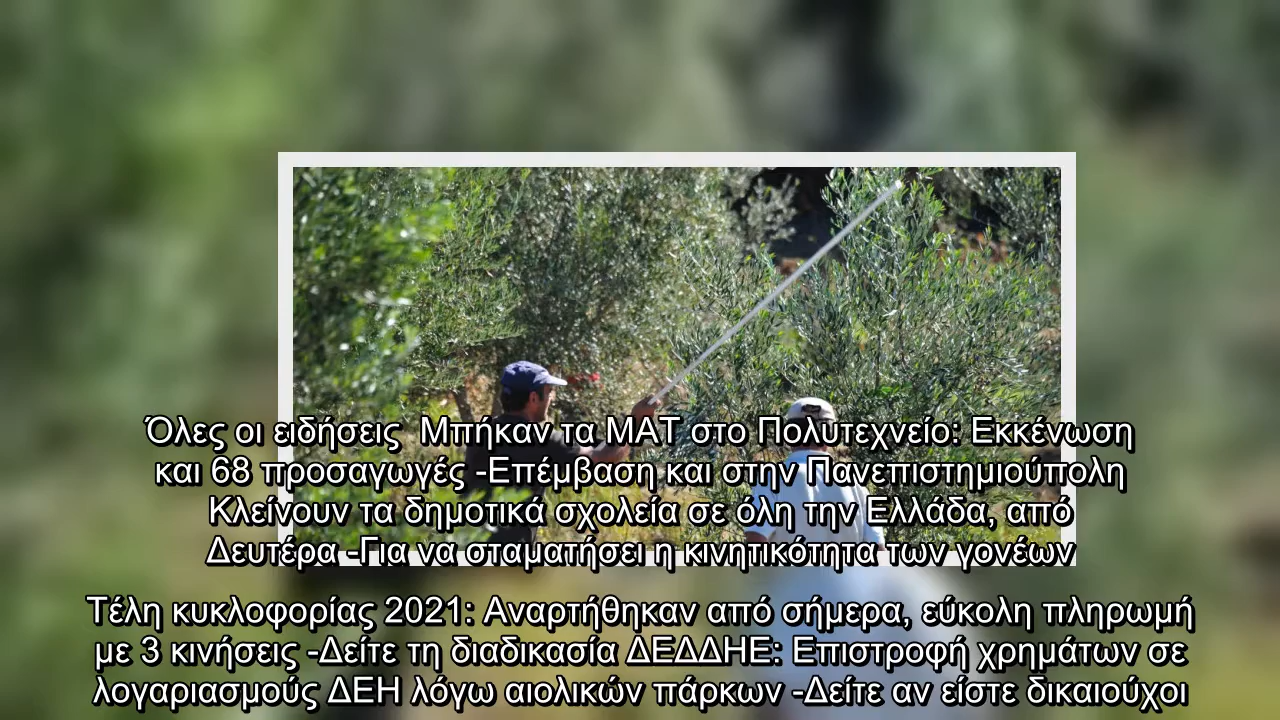 Όλες οι ειδήσεις  Μπήκαν τα ΜΑΤ στο Πολυτεχνείο: Εκκένωση
και 68 προσαγωγές -Επέμβαση και στην Πανεπιστημιούπολη
Κλείνουν τα δημοτικά σχολεία σε όλη την Ελλάδα, από
Δευτέρα -Για να σταματήσει η κινητικότητα των γονέων
Τέλη κυκλοφορίας 2021: Αναρτήθηκαν από σήμερα, εύκολη πληρωμή
με 3 κινήσεις -Δείτε τη διαδικασία ΔΕΔΔΗΕ: Επιστροφή χρημάτων σε
λογαριασμούς ΔΕΗ λόγω αιολικών πάρκων -Δείτε αν είστε δικαιούχοι